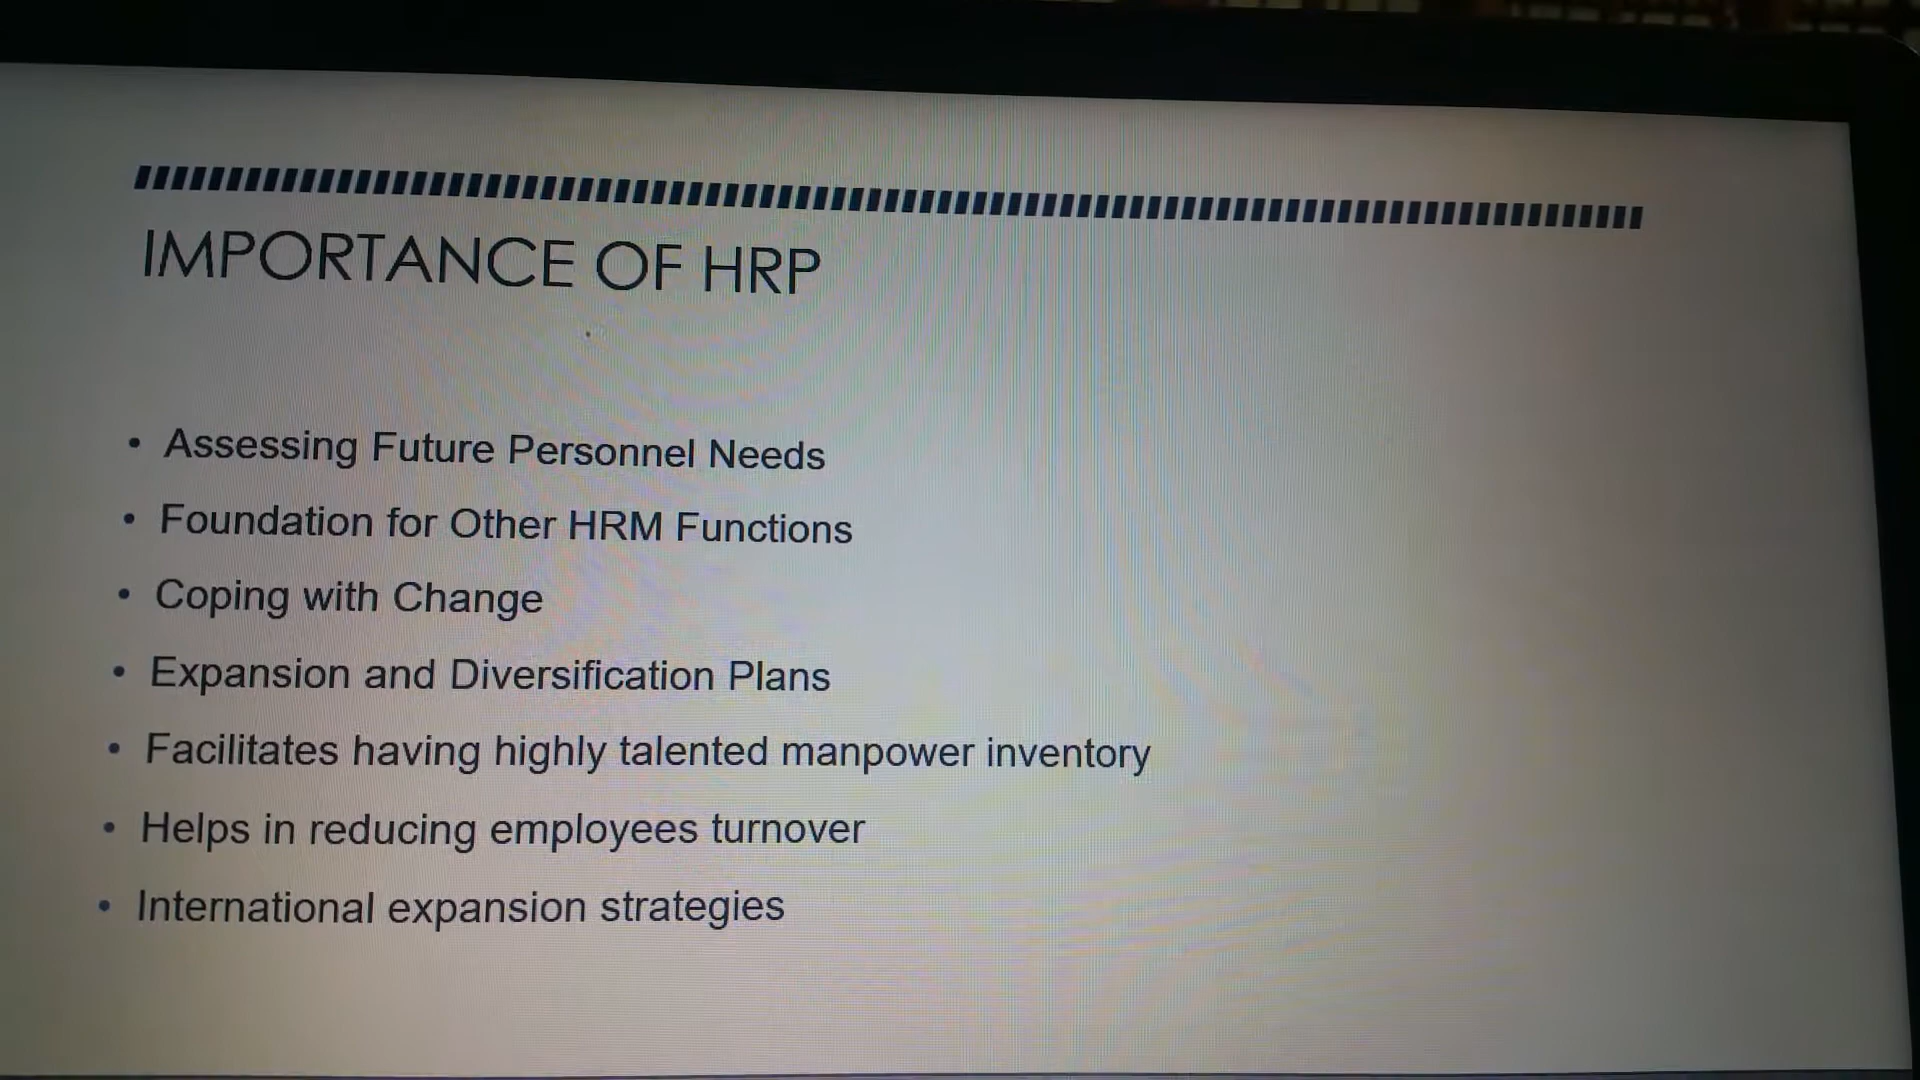 IMPORTANCE OF HRP
• Assessing Future Personnel Needs
• Foundation for Other HRM Functions
• Coping with Change
• Expansion and Diversification Plans
• Facilitates having highly talented manpower inventory
• Helps in reducing employees turnover
• International expansion strategies